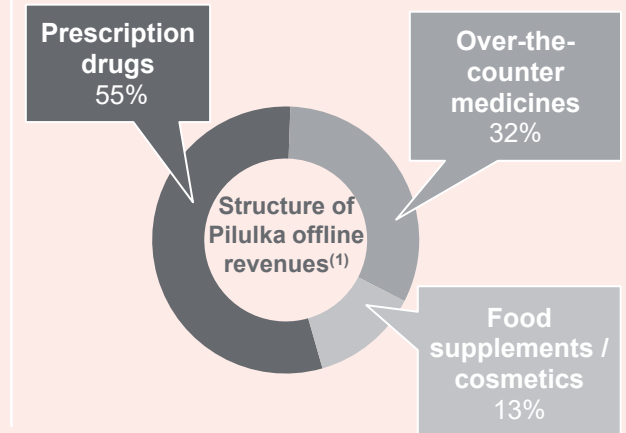 Prescription
drugs
55%
Over-the-
counter
medicines
32%
Structure of
Pilulka offline
revenues(1)
Food
supplements /
cosmetics
13%